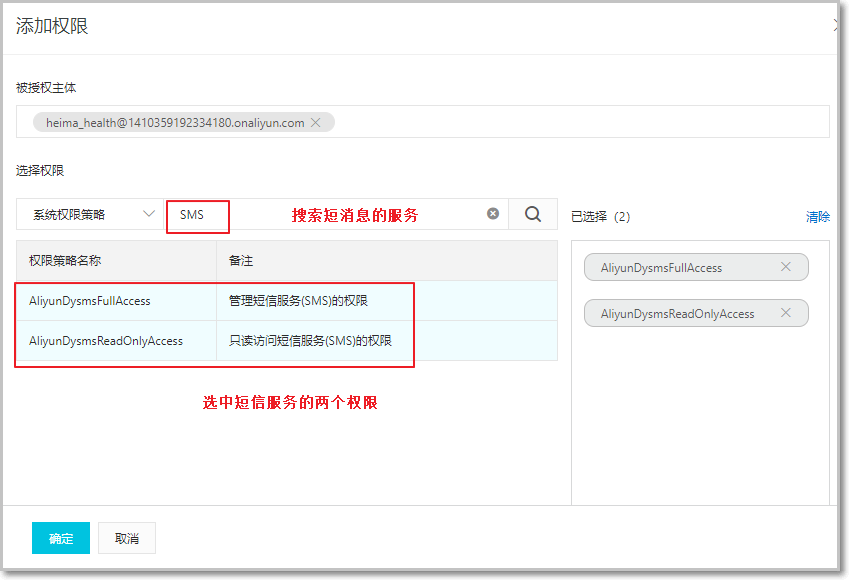 添加权限
被授权主体
heima_health@1410359192334180.onaliyun.com
选择权限
系统权限策略 SMS 搜索短消息的服务 已选择 (2) 清除
权限策略名称 备注
AliyunDysmsFullAccess 管理短信服务(SMS)的权限
AliyunDysmsReadOnlyAccess 只读访问短信服务(SMS)的权限
AliyunDysmsFullAccess
AliyunDysmsReadOnlyAccess
选中短信服务的两个权限
确定 取消